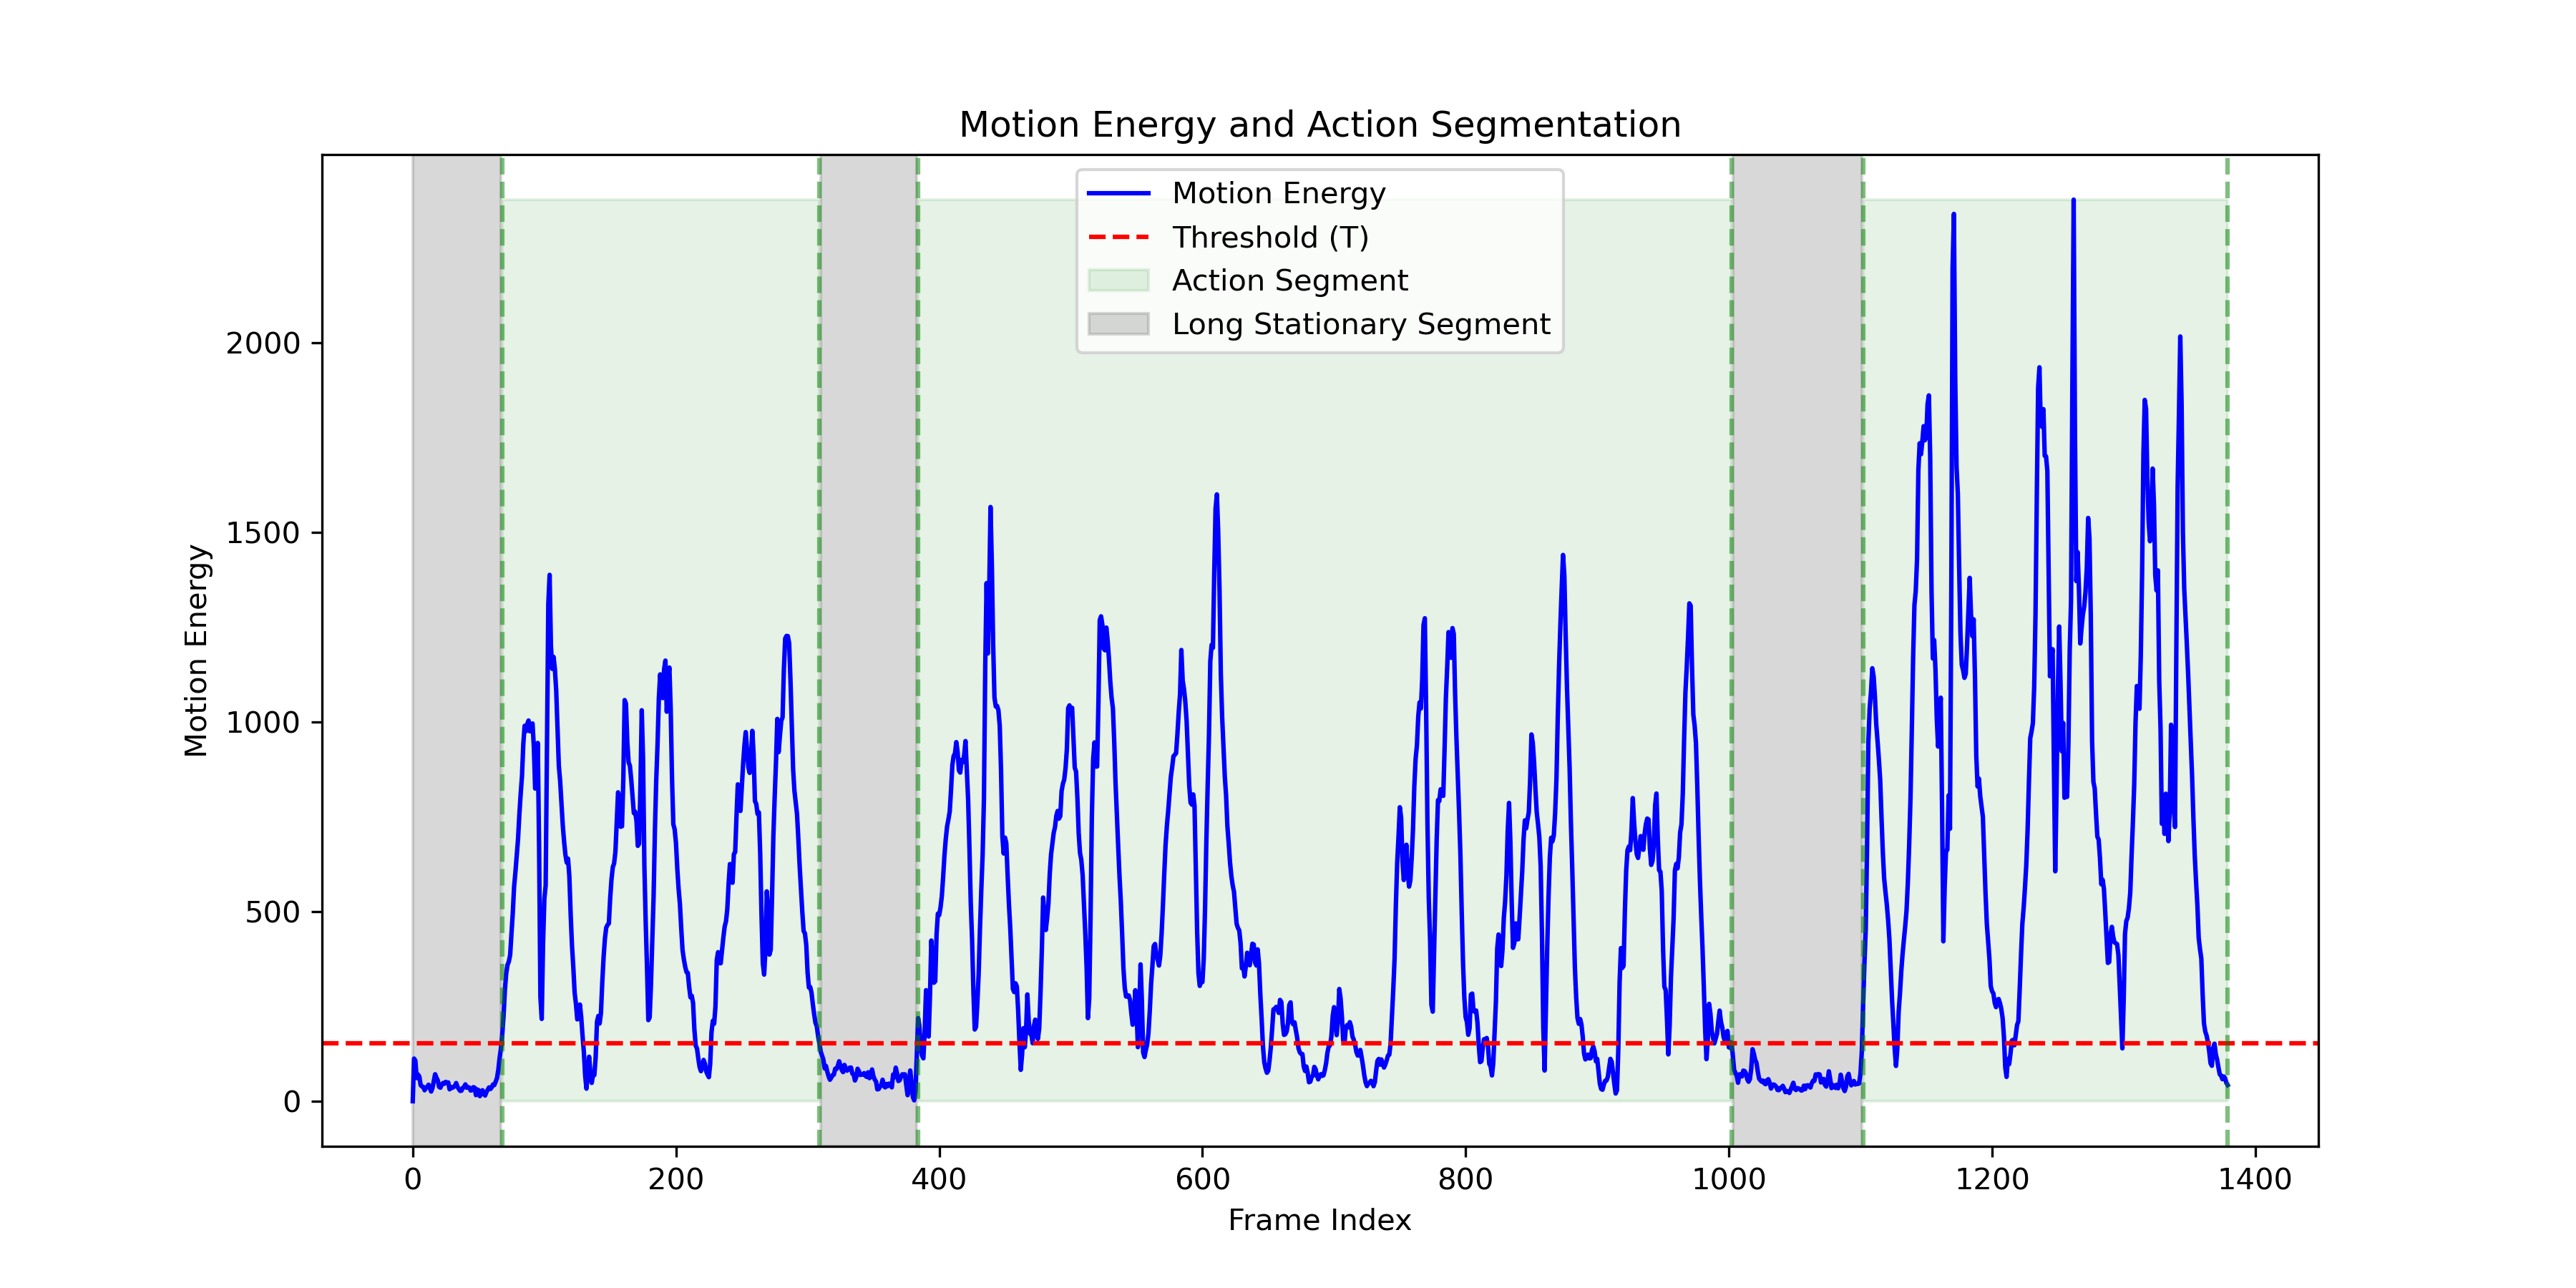 Motion Energy and Action Segmentation
Motion Energy
Threshold (T)
Action Segment
Long Stationary Segment
Motion Energy
2000
1500
1000
500
0
0 200 400 600 800 1000 1200 1400
Frame Index